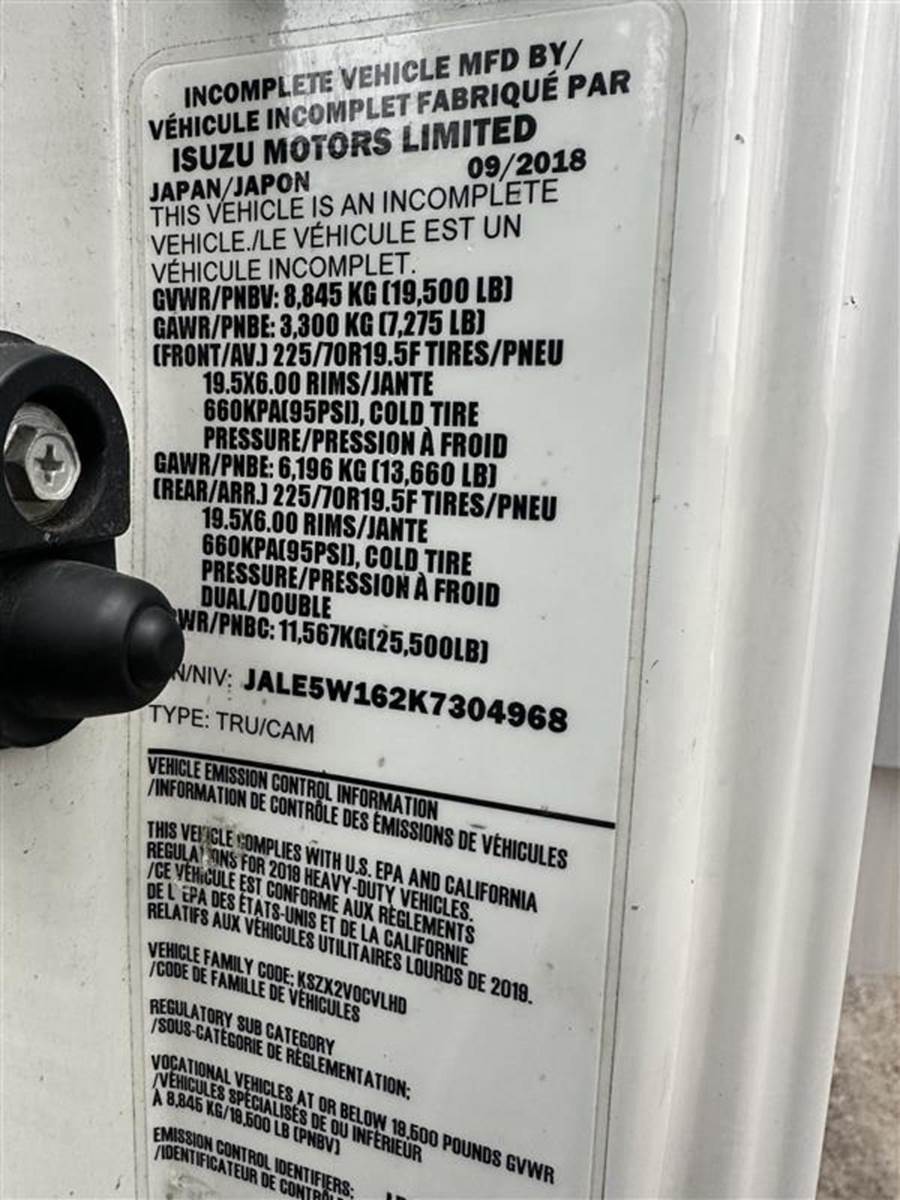 INCOMPLETE VEHICLE MFD BY/
VÉHICULE INCOMPLET FABRIQUÉ PAR
ISUZU MOTORS LIMITED
JAPAN/JAPON 09/2018
THIS VEHICLE IS AN INCOMPLETE
VEHICLE./LE VÉHICULE EST UN
VÉHICULE INCOMPLET.
GVWR/PNBV: 8,845 KG (19,500 LB)
GAWR/PNBE: 3,300 KG (7,275 LB)
(FRONT/AV.) 225/70R19.5F TIRES/PNEU
19.5X6.00 RIMS/JANTE
660KPA(95PSI), COLD TIRE
PRESSURE/PRESSION À FROID
GAWR/PNBE: 6,196 KG (13,660 LB)
(REAR/ARR.) 225/70R19.5F TIRES/PNEU
19.5X6.00 RIMS/JANTE
660KPA(95PSI), COLD TIRE
PRESSURE/PRESSION À FROID
DUAL/DOUBLE
WR/PNBC: 11,567KG(25,500LB)
N/NIV: JALE5W162K7304968
TYPE: TRU/CAM
VEHICLE EMISSION CONTROL INFORMATION
/INFORMATION DE CONTRÔLE DES ÉMISSIONS DE VÉHICULES
THIS VEHICLE COMPLIES WITH U.S. EPA AND CALIFORNIA
REGULATIONS FOR 2019 HEAVY-DUTY VEHICLES.
/CE VÉHICULE EST CONFORME AUX RÈGLEMENTS
DE L'EPA DES ÉTATS-UNIS ET DE LA CALIFORNIE
RELATIFS AUX VÉHICULES UTILITAIRES LOURDS DE 2019.
VEHICLE FAMILY CODE: KSZX2VOCVLHD
/CODE DE FAMILLE DE VÉHICULES
REGULATORY SUB CATEGORY
/SOUS-CATÉGORIE DE RÉGLEMENTATION:
VOCATIONAL VEHICLES AT OR BELOW 19,500 POUNDS GVWR
/VÉHICULES SPÉCIALISÉS DE OU INFÉRIEUR
À 8,845 KG/19,500 LB (PNBV)
EMISSION CONTROL IDENTIFIERS:
/IDENTIFICATEUR DE